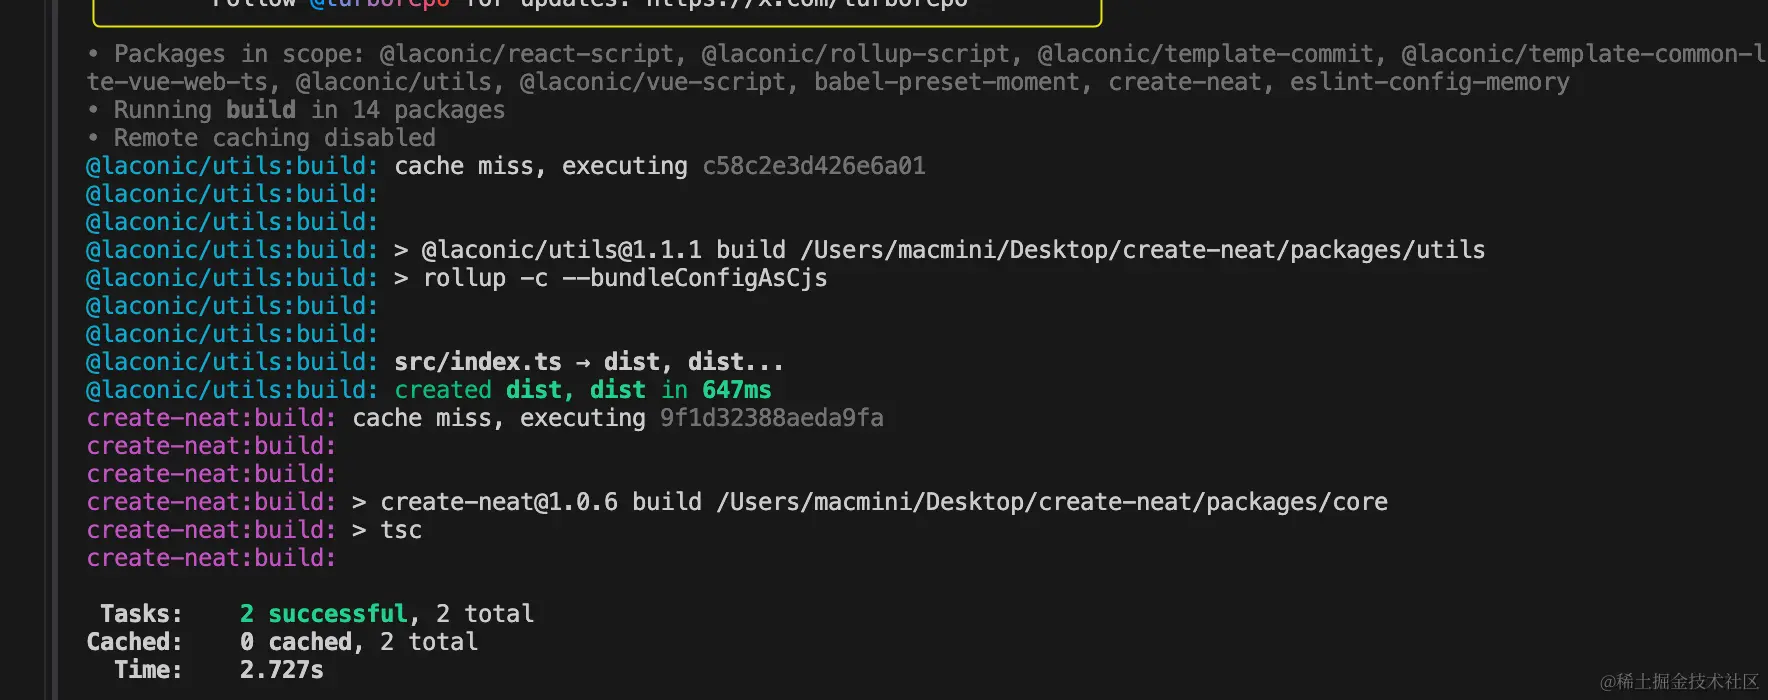 Follow @turborepo for updates: https://x.com/turborepo
• Packages in scope: @laconic/react-script, @laconic/rollup-script, @laconic/template-commit, @laconic/template-common-l
te-vue-web-ts, @laconic/utils, @laconic/vue-script, babel-preset-moment, create-neat, eslint-config-memory
• Running build in 14 packages
• Remote caching disabled
@laconic/utils:build: cache miss, executing c58c2e3d426e6a01
@laconic/utils:build:
@laconic/utils:build:
@laconic/utils:build: > @laconic/utils@1.1.1 build /Users/macmini/Desktop/create-neat/packages/utils
@laconic/utils:build: > rollup -c --bundleConfigAsCjs
@laconic/utils:build:
@laconic/utils:build:
@laconic/utils:build: src/index.ts → dist, dist...
@laconic/utils:build: created dist, dist in 647ms
create-neat:build: cache miss, executing 9f1d32388aeda9fa
create-neat:build:
create-neat:build:
create-neat:build: > create-neat@1.0.6 build /Users/macmini/Desktop/create-neat/packages/core
create-neat:build: > tsc
create-neat:build:
Tasks: 2 successful, 2 total
Cached: 0 cached, 2 total
Time: 2.727s
@稀土掘金技术社区